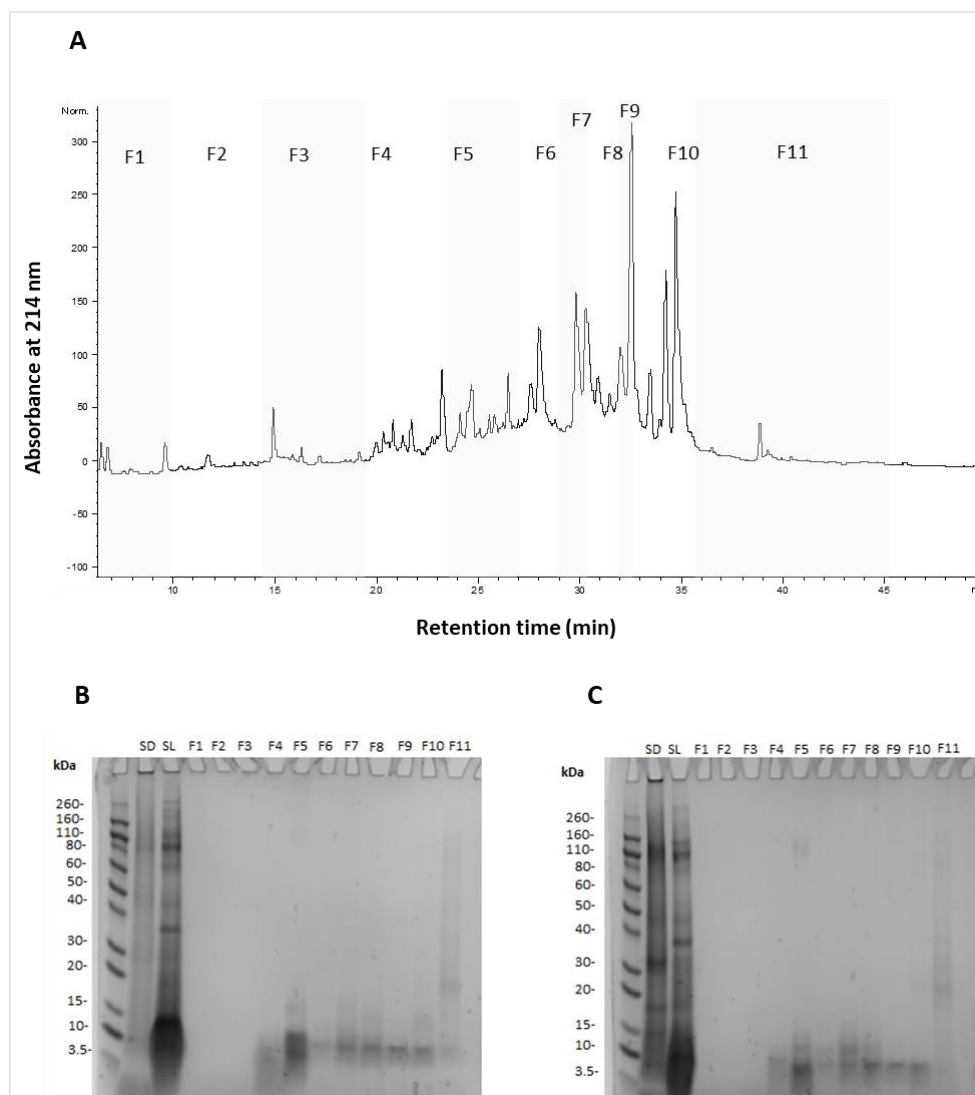 A
Norm.
F1 F2 F3 F4 F5 F6 F7 F8 F9 F10 F11
300
250
200
150
100
50
0
-50
-100
Absorbance at 214 nm
10 15 20 25 30 35 40 45
Retention time (min)
B
SD SL F1 F2 F3 F4 F5 F6 F7 F8 F9 F10 F11
kDa
260-
160-
110-
80-
60-
50-
40-
30-
20-
15-
10-
3.5-
C
SD SL F1 F2 F3 F4 F5 F6 F7 F8 F9 F10 F11
kDa
260-
160-
110-
80-
60-
50-
40-
30-
20-
15-
10-
3.5-